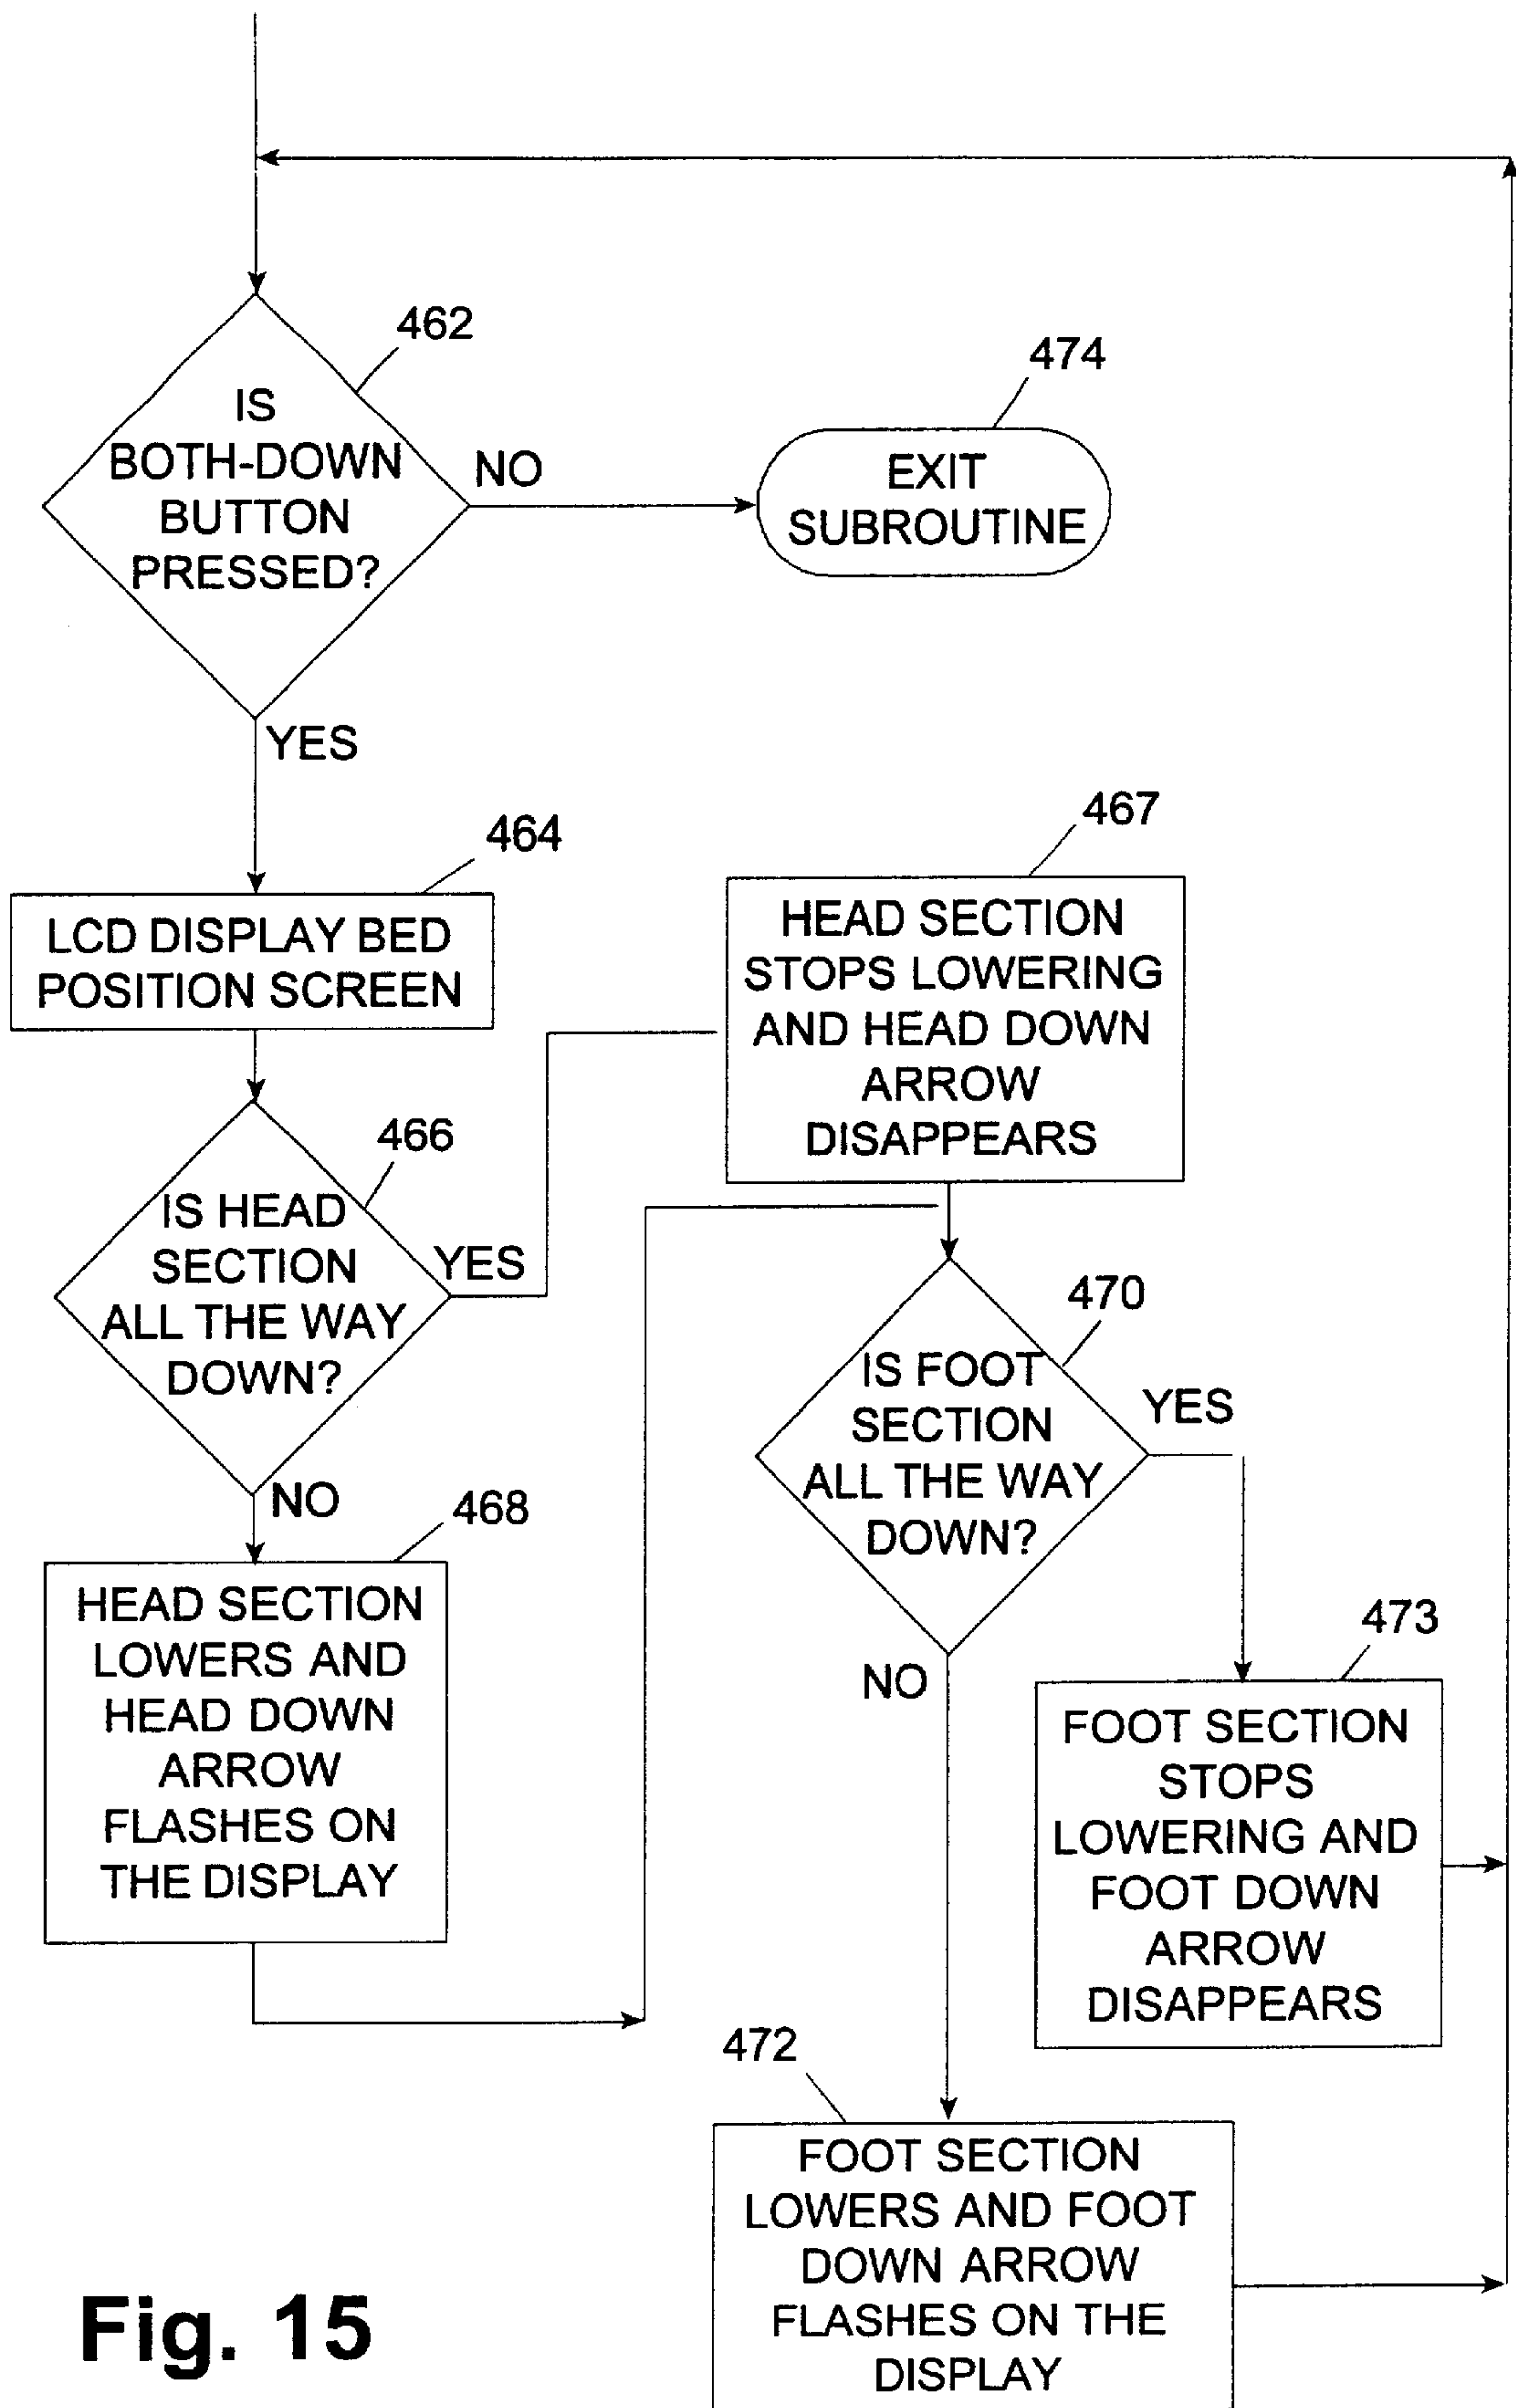 462
IS
BOTH-DOWN
BUTTON
PRESSED?
NO
474
EXIT
SUBROUTINE
YES
464
LCD DISPLAY BED
POSITION SCREEN
467
HEAD SECTION
STOPS LOWERING
AND HEAD DOWN
ARROW
DISAPPEARS
466
IS HEAD
SECTION
ALL THE WAY
DOWN?
YES
NO
468
HEAD SECTION
LOWERS AND
HEAD DOWN
ARROW
FLASHES ON
THE DISPLAY
470
IS FOOT
SECTION
ALL THE WAY
DOWN?
YES
NO
473
FOOT SECTION
STOPS
LOWERING AND
FOOT DOWN
ARROW
DISAPPEARS
472
FOOT SECTION
LOWERS AND FOOT
DOWN ARROW
FLASHES ON THE
DISPLAY
Fig. 15